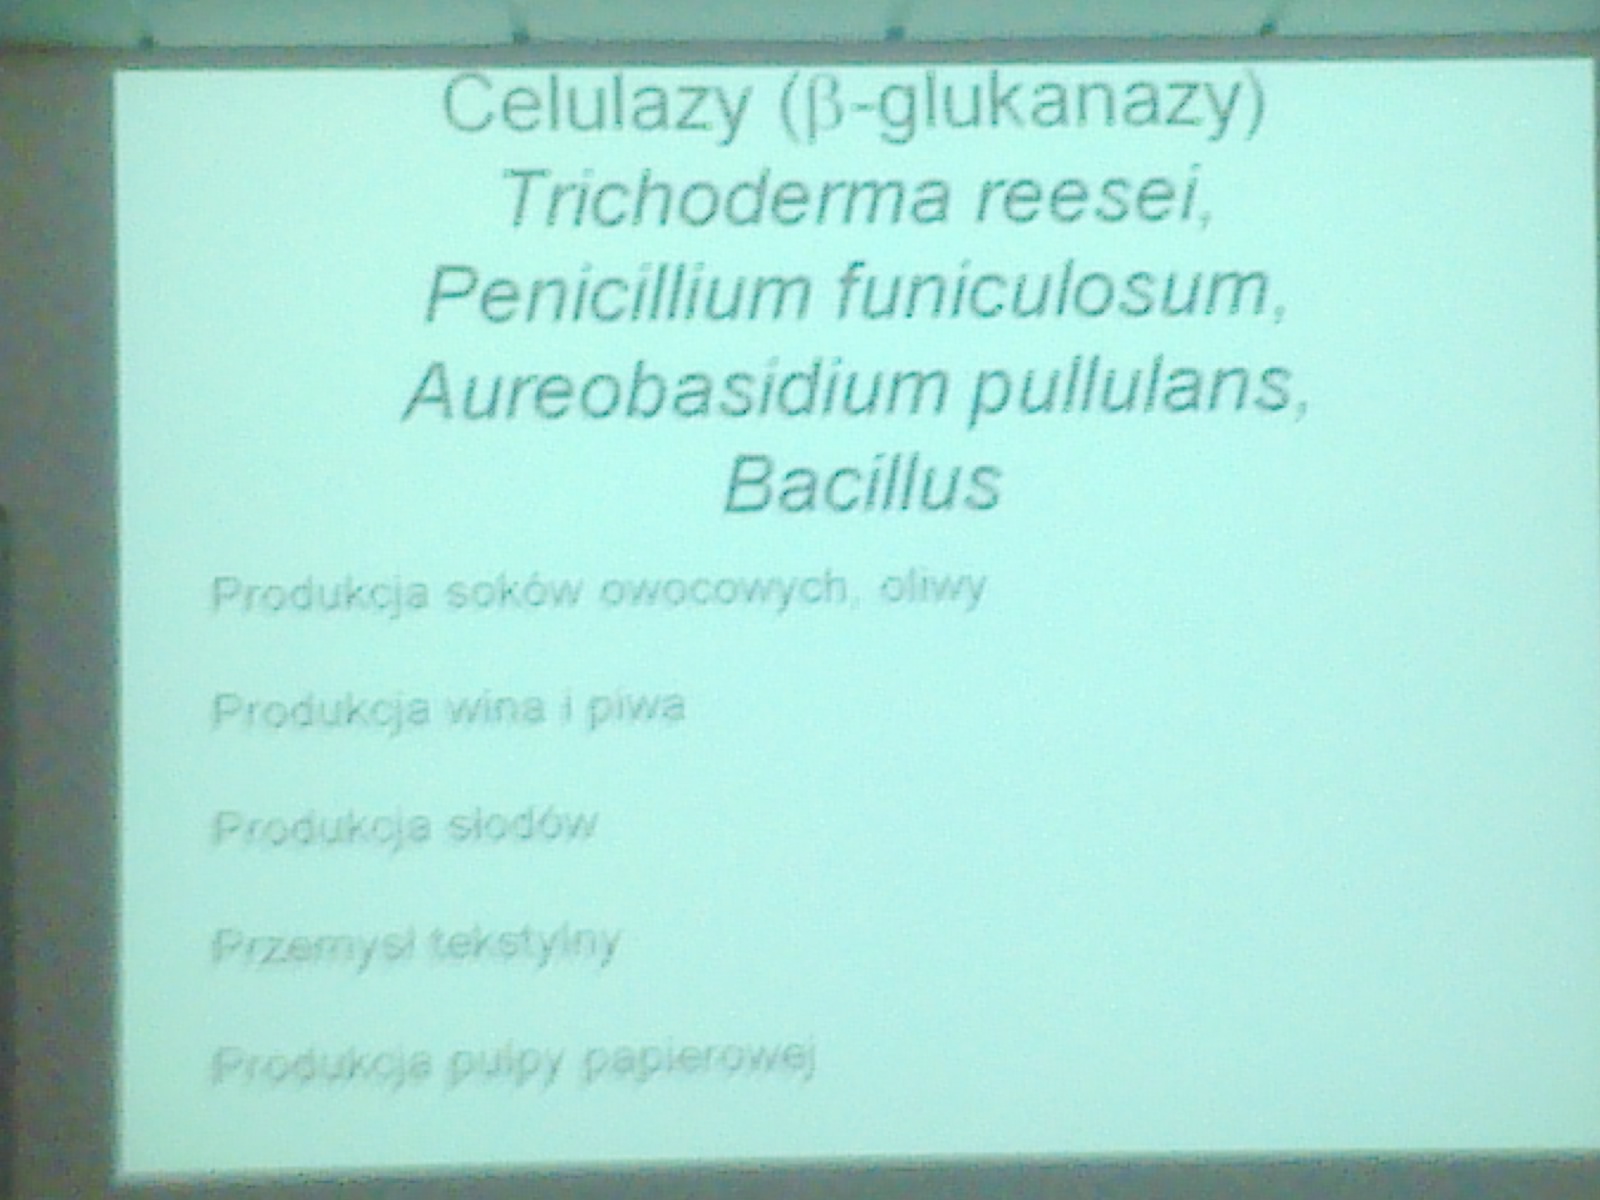 Celulazy (β-glukanazy)
Trichoderma reesei,
Penicillium funiculosum,
Aureobasidium pullulans,
Bacillus
Produkcja soków owocowych, oliwy
Produkcja wina i piwa
Produkcja słodów
Przemysł tekstylny
Produkcja pulpy papierowej